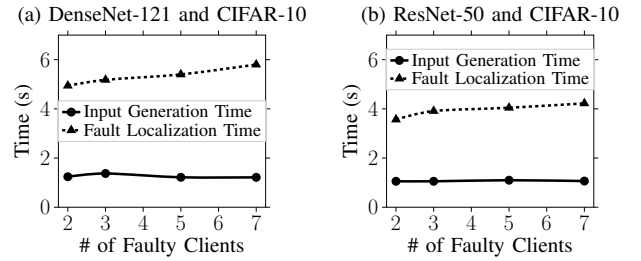 (a) DenseNet-121 and CIFAR-10
6
4
2
0
Time (s)
Input Generation Time
Fault Localization Time
2 3 4 5 6 7
# of Faulty Clients
(b) ResNet-50 and CIFAR-10
6
4
2
0
Time (s)
Input Generation Time
Fault Localization Time
2 3 4 5 6 7
# of Faulty Clients